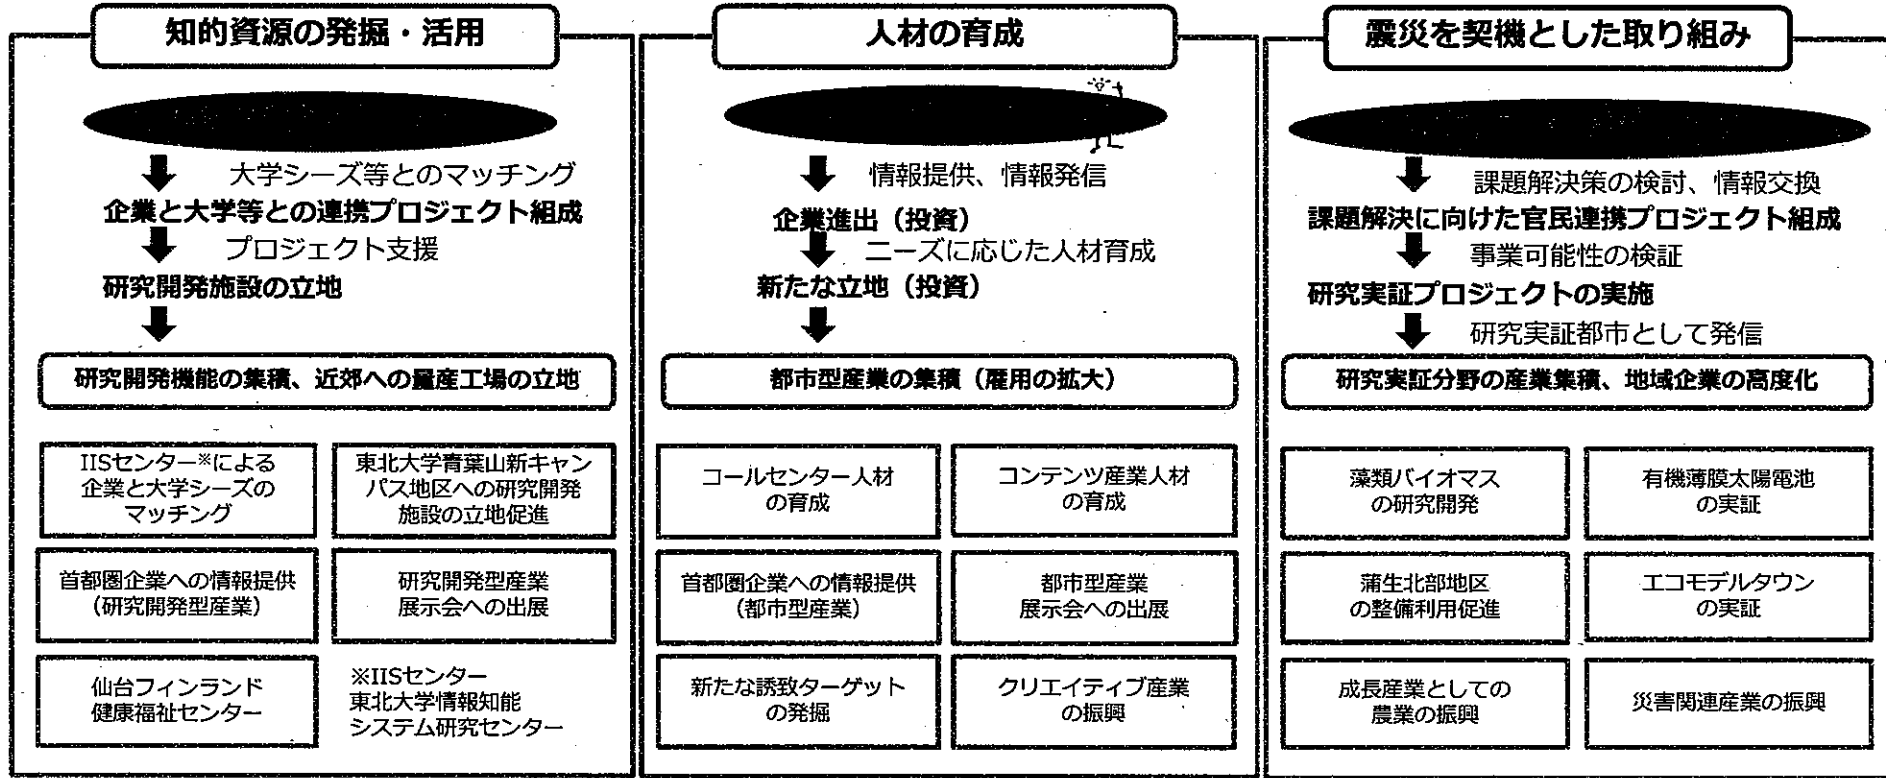 知的資源の発掘・活用
大学シーズ等とのマッチング
企業と大学等との連携プロジェクト組成
プロジェクト支援
研究開発施設の立地
研究開発機能の集積、近郊への量産工場の立地
IISセンター※による
企業と大学シーズの
マッチング
東北大学青葉山新キャン
パス地区への研究開発
施設の立地促進
首都圏企業への情報提供
(研究開発型産業)
研究開発型産業
展示会への出展
仙台フィンランド
健康福祉センター
※IISセンター
東北大学情報知能
システム研究センター
人材の育成
情報提供、情報発信
企業進出（投資）
ニーズに応じた人材育成
新たな立地（投資）
都市型産業の集積（雇用の拡大）
コールセンター人材
の育成
コンテンツ産業人材
の育成
首都圏企業への情報提供
(都市型産業)
都市型産業
展示会への出展
新たな誘致ターゲット
の発掘
クリエイティブ産業
の振興
震災を契機とした取り組み
課題解決策の検討、情報交換
課題解決に向けた官民連携プロジェクト組成
事業可能性の検証
研究実証プロジェクトの実施
研究実証都市として発信
研究実証分野の産業集積、地域企業の高度化
藻類バイオマス
の研究開発
有機薄膜太陽電池
の実証
蒲生北部地区
の整備利用促進
エコモデルタウン
の実証
成長産業としての
農業の振興
災害関連産業の振興